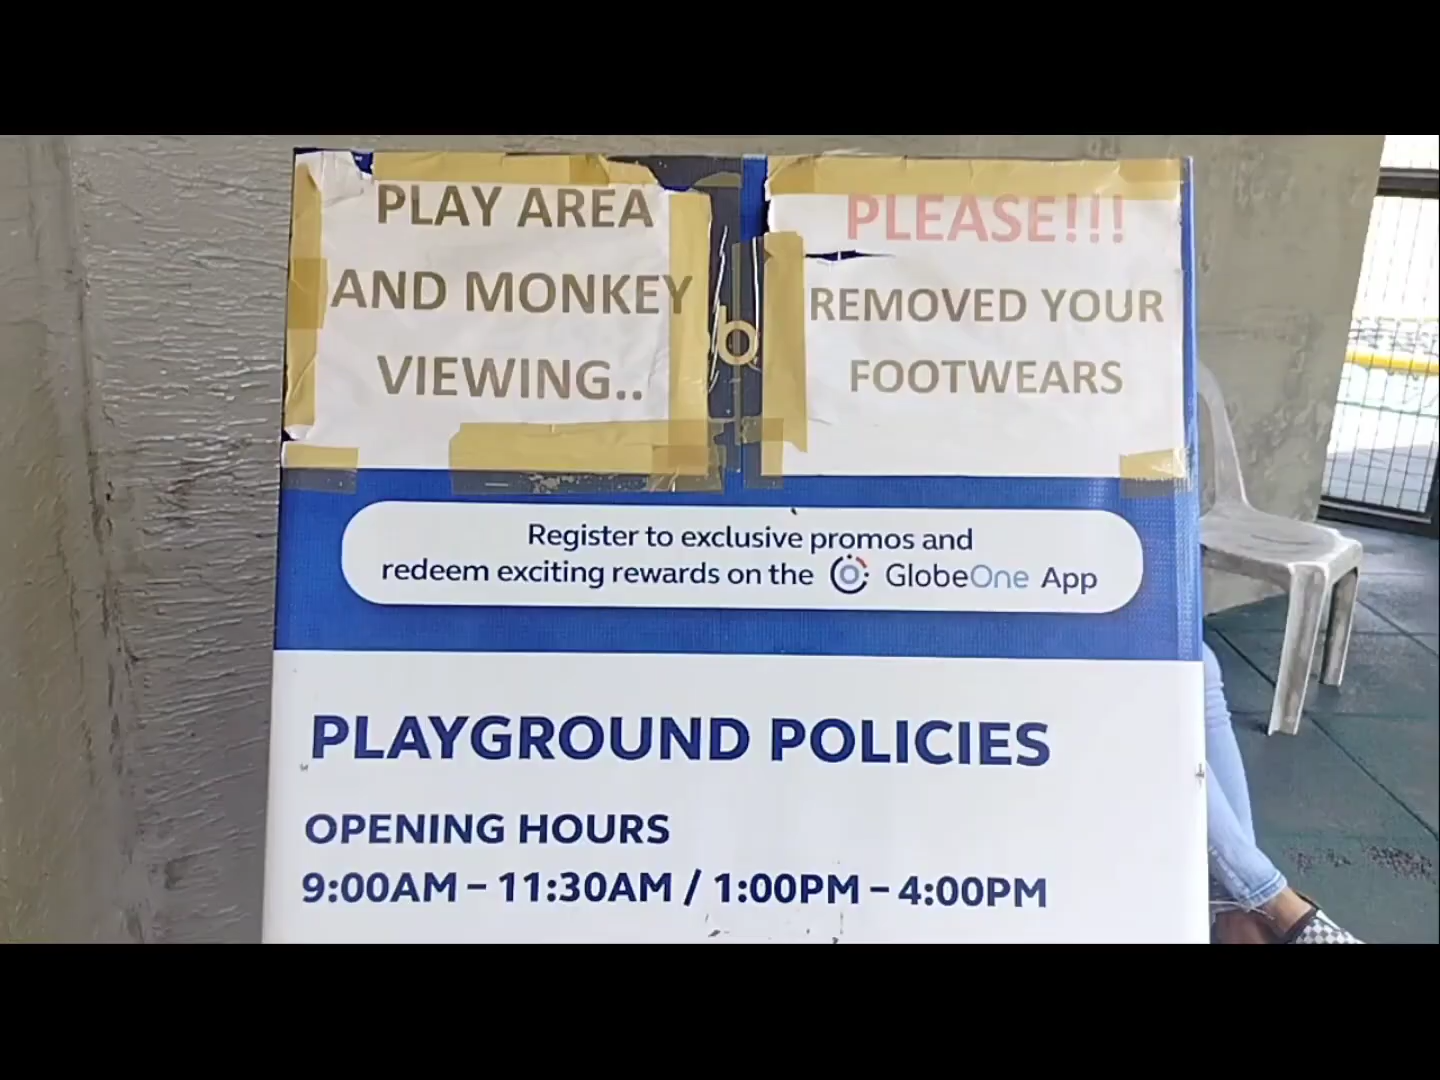 PLAY AREA
AND MONKEY
VIEWING..
PLEASE!!!
REMOVED YOUR
FOOTWEARS
b
Register to exclusive promos and
redeem exciting rewards on the GlobeOne App
PLAYGROUND POLICIES
OPENING HOURS
9:00AM – 11:30AM / 1:00PM – 4:00PM